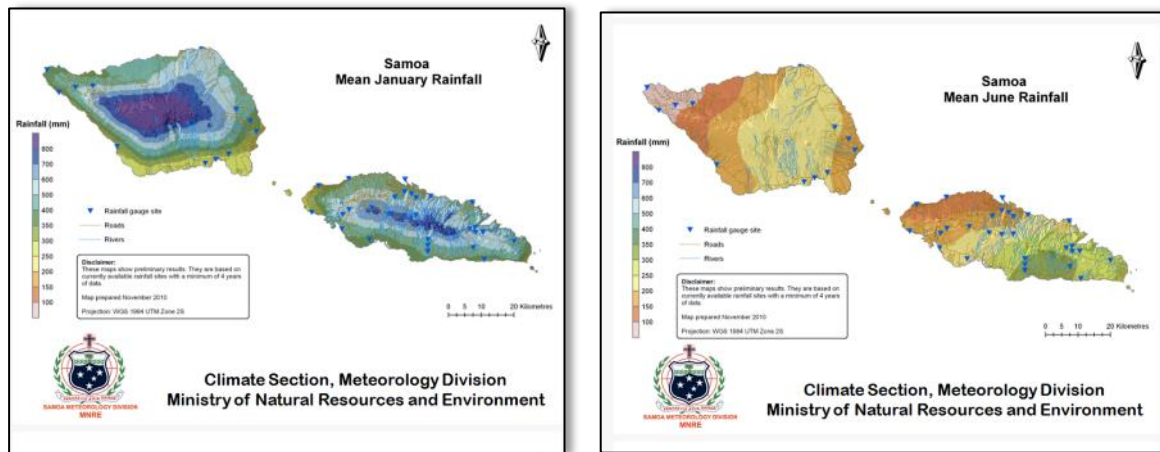 Samoa
Mean January Rainfall
Rainfall (mm)
800
700
600
500
400
300
200
100
Rainfall gauge site
Roads
Rivers
Disclaimer:
These maps show preliminary results. They are based on
currently available rainfall sites with a minimum of 4 years
of data.
Map prepared November 2010
Projection: WGS 1984 UTM Zone 2S
0 5 10 20 Kilometres
SAMOA METEOROLOGY DIVISION
MNRE
Climate Section, Meteorology Division
Ministry of Natural Resources and Environment
Samoa
Mean June Rainfall
Rainfall (mm)
800
700
600
500
400
300
200
100
Rainfall gauge site
Roads
Rivers
Disclaimer:
These maps show preliminary results. They are based on
currently available rainfall sites with a minimum of 4 years
of data.
Map prepared November 2010
Projection: WGS 1984 UTM Zone 2S
0 5 10 20 Kilometres
SAMOA METEOROLOGY DIVISION
MNRE
Climate Section, Meteorology Division
Ministry of Natural Resources and Environment